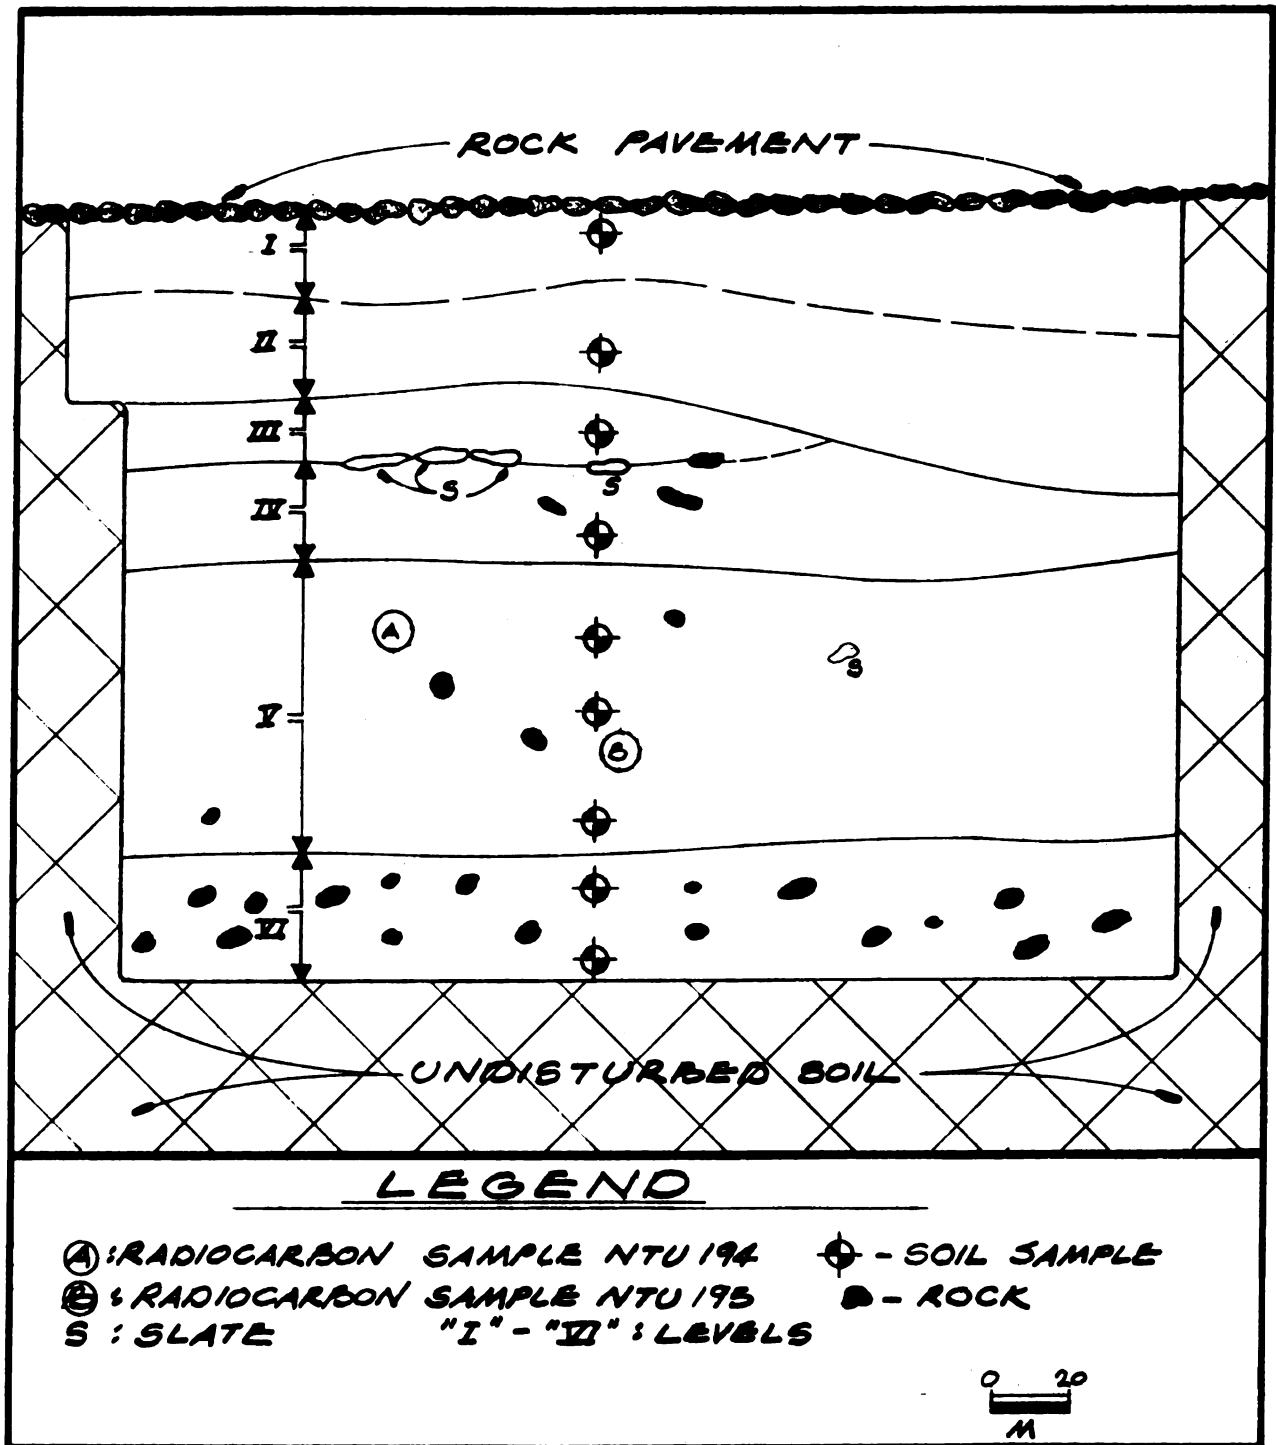 ROCK PAVEMENT
I
II
III
S
S
IV
A
S
V
B
VI
UNDISTURBED SOIL
LEGEND
A : RADIOCARBON SAMPLE NTU 194
- SOIL SAMPLE
B : RADIOCARBON SAMPLE NTU 195
- ROCK
S : SLATE "I" - "VI" : LEVELS
0 20
M